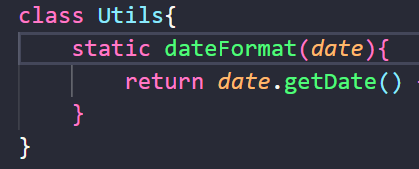 class Utils{
static dateFormat(date){
return date.getDate()
}
}